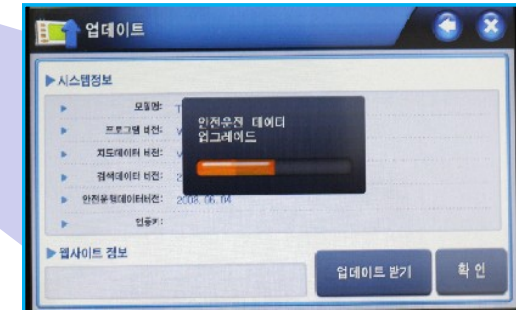 업데이트
▶시스템정보
모델명: T
프로그램 버전: V
지도데이터 버전: V
검색데이터 버전: 2
안전운행데이터버전: 2008. 06. 04
인증키:
안전운전 데이터
업그레이드
▶웹사이트 정보
업데이트 받기
확 인